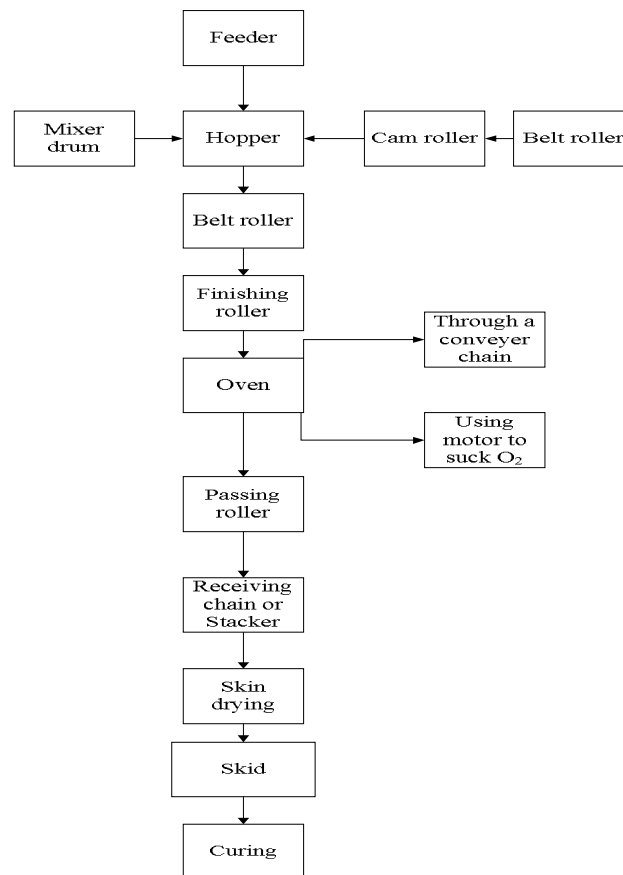 Feeder
Mixer
drum
Hopper
Cam roller
Belt roller
Belt roller
Finishing
roller
Through a
conveyer
chain
Oven
Using
motor to
suck O₂
Passing
roller
Receiving
chain or
Stacker
Skin
drying
Skid
Curing